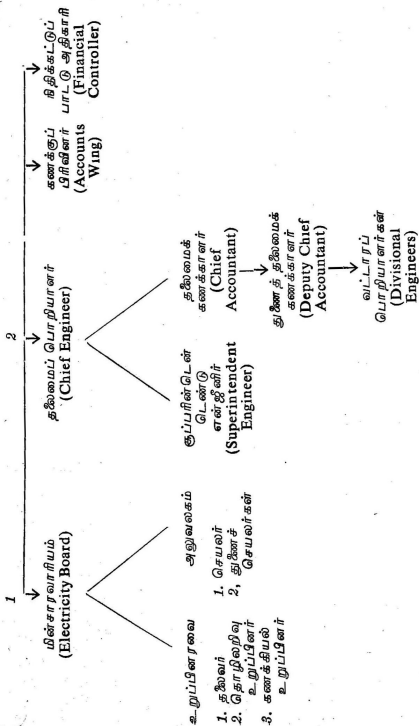 1
2
மின்சாரவாரியம்
(Electricity Board)
தலைமைப் பொறியாளர்
(Chief Engineer)
கணக்குப்
பிரிவினர்
(Accounts
Wing)
நிதிக்கட்டுப்
பாட்டு அதிகாரி
(Financial
Controller)
உறுப்பினரவை
1. தலைவர்
2. தொழிலறிவு
உறுப்பினர்
3. கணக்கியல்
உறுப்பினர்
அலுவலகம்
1. செயலர்
2, துணைச்
செயலர்கள்
சூப்பரின்டென்
டெண்டு
என்ஜீனிர்
(Superintendent
Engineer)
தலைமைக்
கணக்காளர்
(Chief
Accountant)
துணைத் தலைமைக்
கணக்காளர்
(Deputy Chief
Accountant)
வட்டாரப்
பொறியாளர்கள்
(Divisional
Engineers)